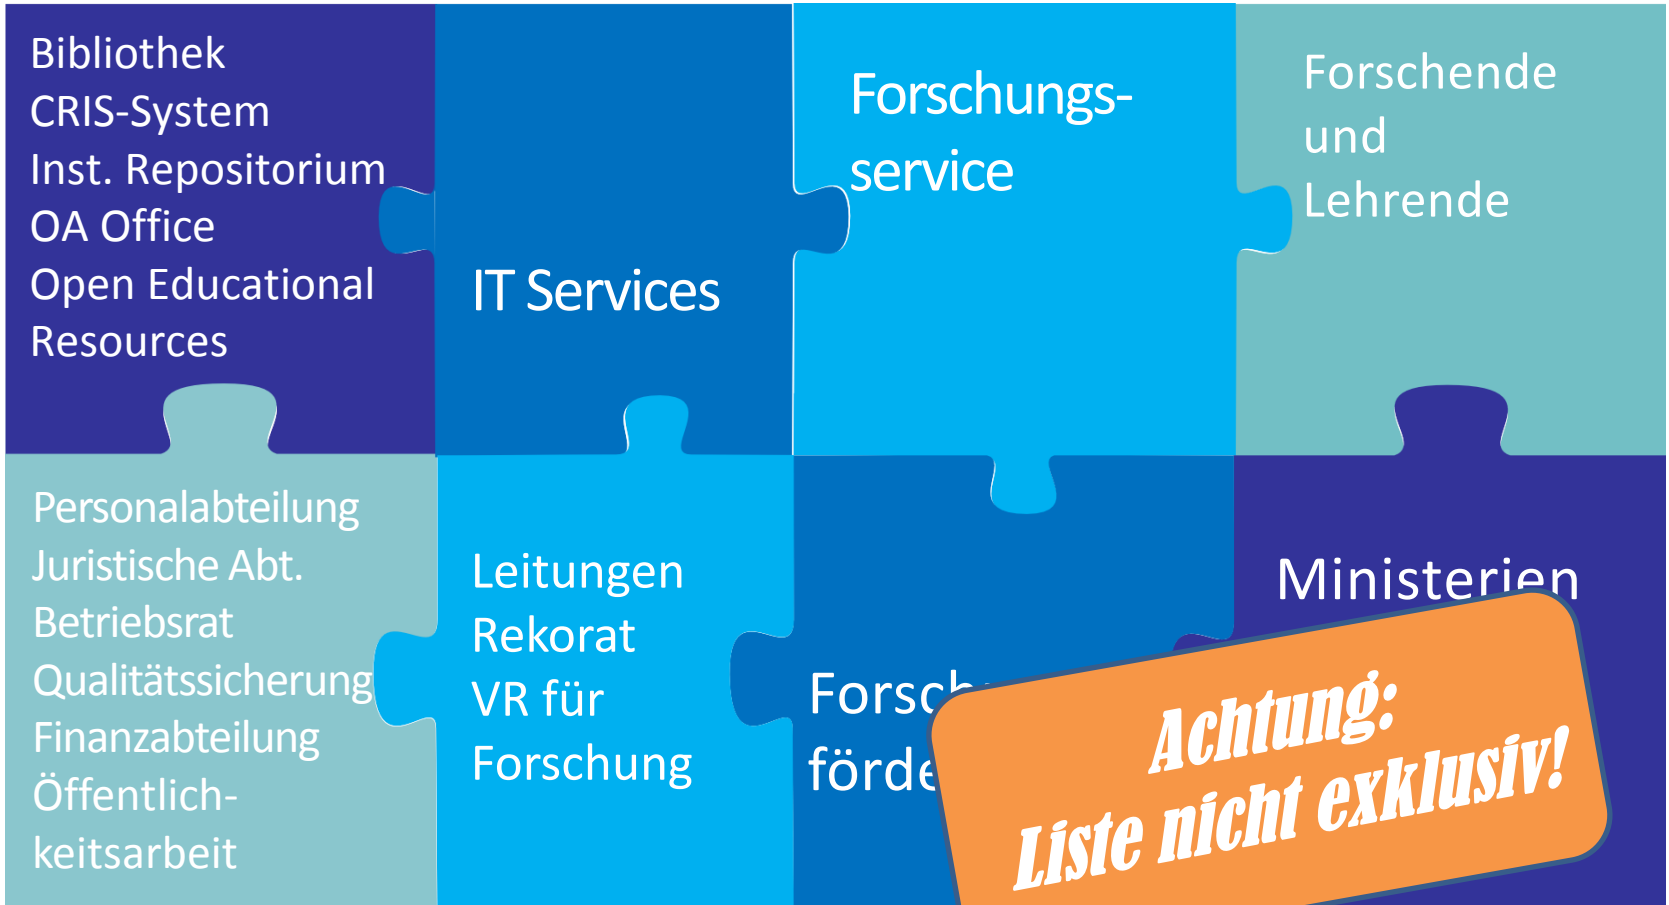 Bibliothek
CRIS-System
Inst. Repositorium
OA Office
Open Educational
Resources
IT Services
Forschungs-
service
Forschende
und
Lehrende
Personalabteilung
Juristische Abt.
Betriebsrat
Qualitätssicherung
Finanzabteilung
Öffentlich-
keitsarbeit
Leitungen
Rekorat
VR für
Forschung
Ministerien
Achtung:
Liste nicht exklusiv!